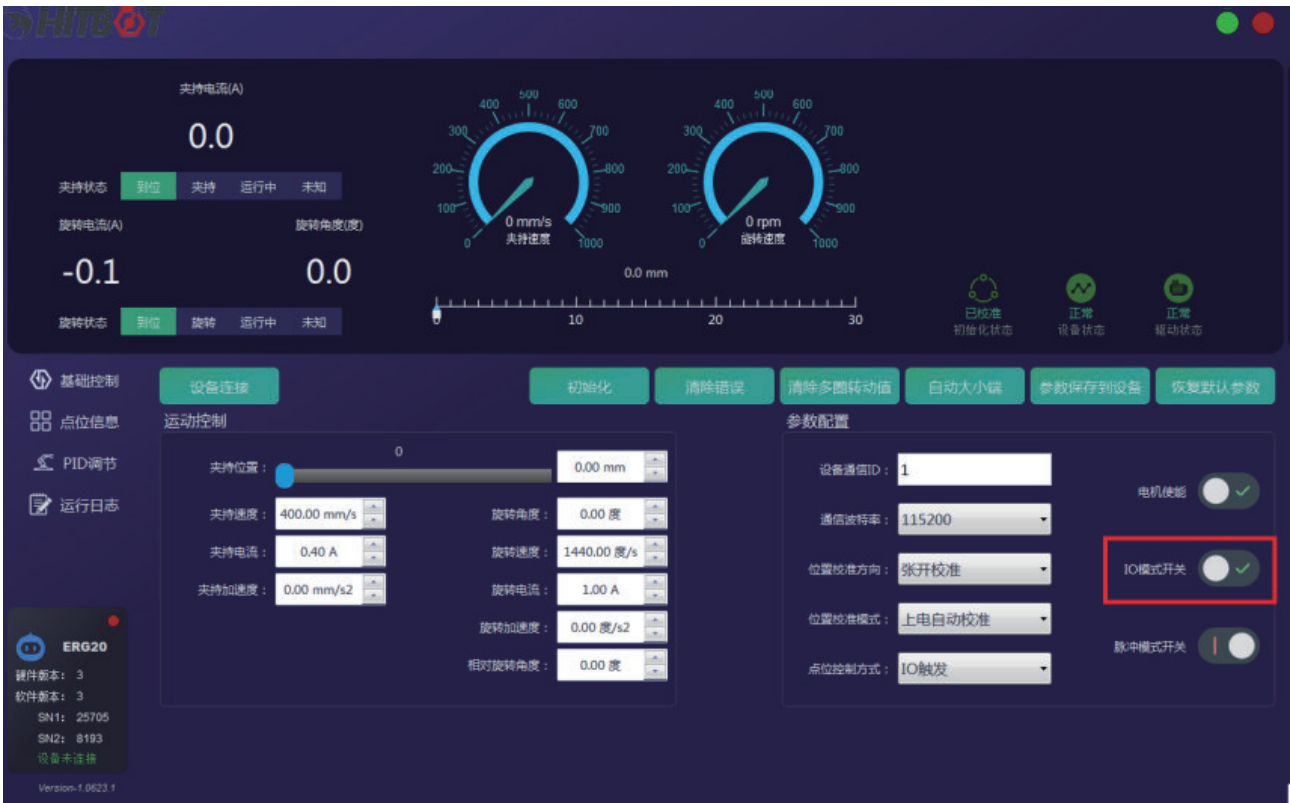 HITBOT
夹持电流(A)
0.0
夹持状态 到位 夹持 运行中 未知
旋转电流(A) 旋转角度(度)
-0.1 0.0
旋转状态 到位 旋转 运行中 未知
0 100 200 300 400 500 600 700 800 900 1000
0 mm/s
夹持速度
0 100 200 300 400 500 600 700 800 900 1000
0 rpm
旋转速度
0.0 mm
0 10 20 30
已校准 正常 正常
初始化状态 设备状态 驱动状态
基础控制
点位信息
PID调节
运行日志
设备连接 初始化 清除错误 清除多圈转动值 自动大小端 参数保存到设备 恢复默认参数
运动控制
0
夹持位置： 0.00 mm
夹持速度： 400.00 mm/s 旋转角度： 0.00 度
夹持电流： 0.40 A 旋转速度： 1440.00 度/s
夹持加速度： 0.00 mm/s2 旋转电流： 1.00 A
旋转加速度： 0.00 度/s2
相对旋转角度： 0.00 度
参数配置
设备通信ID： 1
通信波特率： 115200
位置校准方向： 张开校准
位置校准模式： 上电自动校准
点位控制方式： IO触发
电机使能
IO模式开关
脉冲模式开关
ERG20
硬件版本： 3
软件版本： 3
SN1： 25705
SN2： 8193
设备未连接
Version-1.0623.1